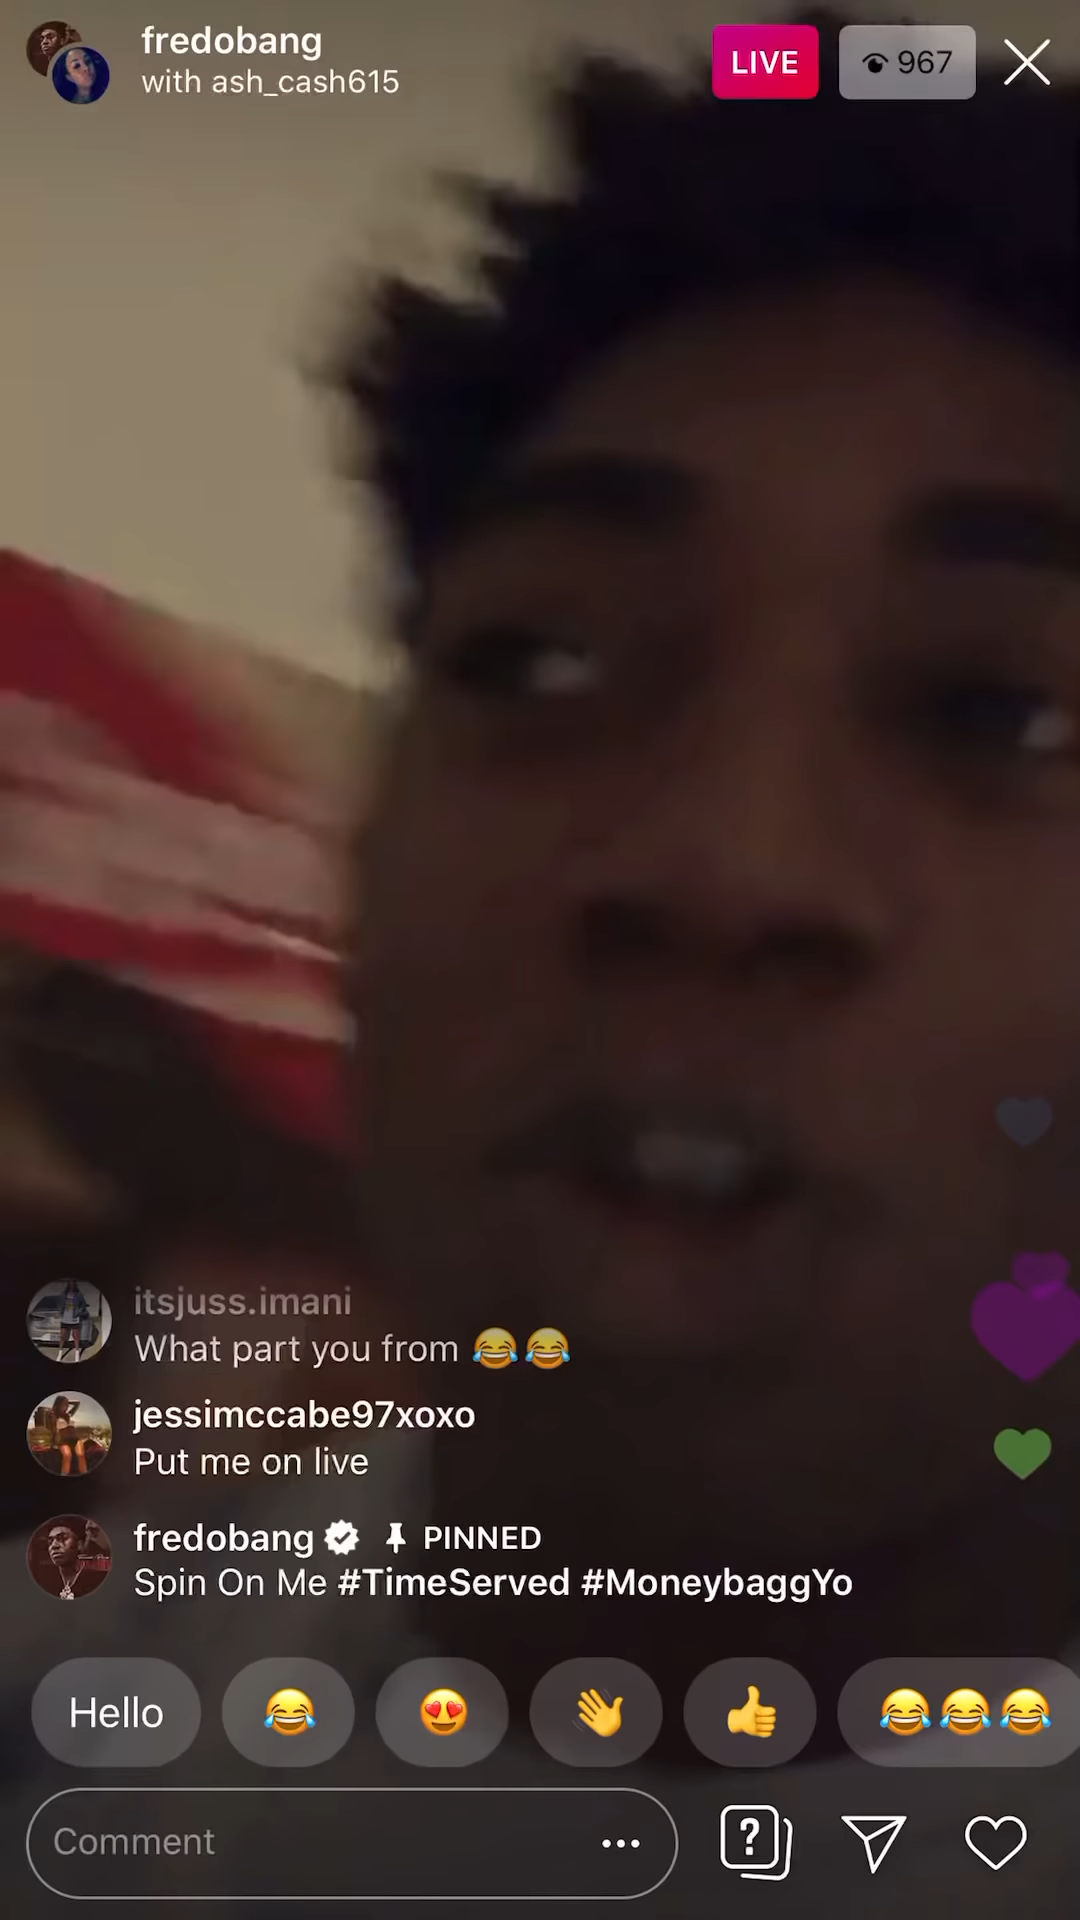 fredobang
with ash_cash615
LIVE
967
itsjuss.imani
What part you from 😂😂
jessimccabe97xoxo
Put me on live
fredobang PINNED
Spin On Me #TimeServed #MoneybaggYo
Hello 😂 😍 👋 👍 😂😂😂
Comment